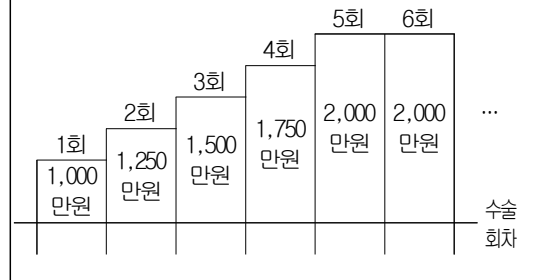 1회
1,000
만원
2회
1,250
만원
3회
1,500
만원
4회
1,750
만원
5회
2,000
만원
6회
2,000
만원
…
수술
회차